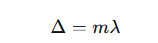 Δ = mλ